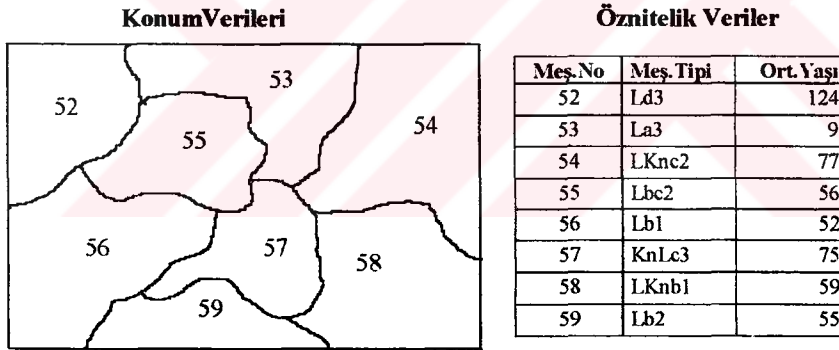 KonumVerileri
52
53
54
55
56
57
58
59
Öznitelik Veriler
Meş.No Meş.Tipi Ort.Yaşı
52 Ld3 124
53 La3 9
54 LKnc2 77
55 Lbc2 56
56 Lb1 52
57 KnLc3 75
58 LKnb1 59
59 Lb2 55